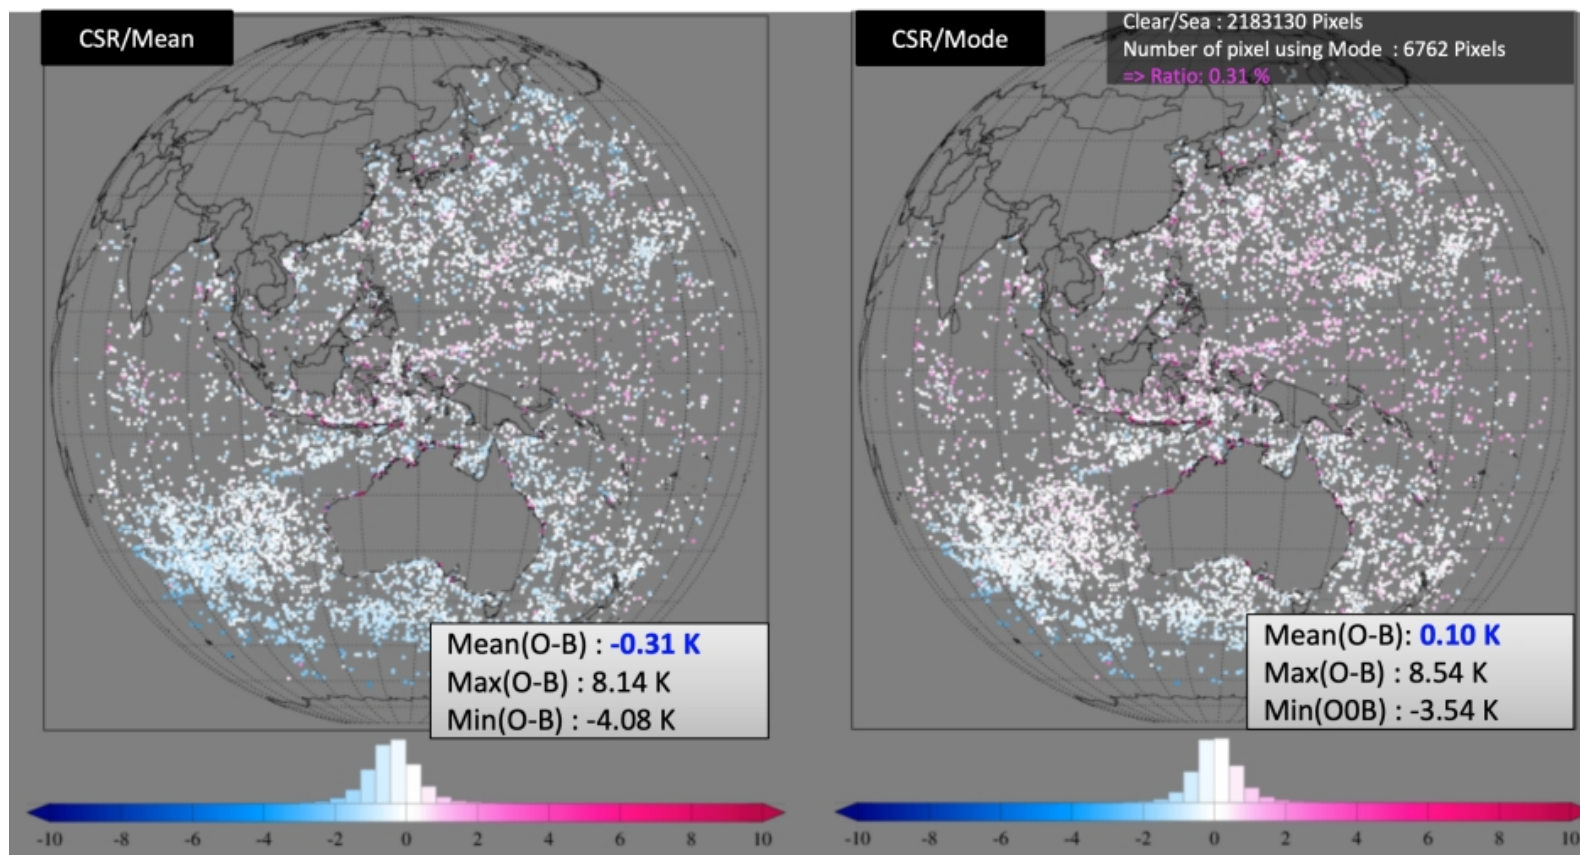 CSR/Mean
CSR/Mode
Clear/Sea : 2183130 Pixels
Number of pixel using Mode : 6762 Pixels
=> Ratio: 0.31 %
Mean(O-B) : -0.31 K
Max(O-B) : 8.14 K
Min(O-B) : -4.08 K
Mean(O-B): 0.10 K
Max(O-B) : 8.54 K
Min(O0B) : -3.54 K
-10 -8 -6 -4 -2 0 2 4 6 8 10
-10 -8 -6 -4 -2 0 2 4 6 8 10